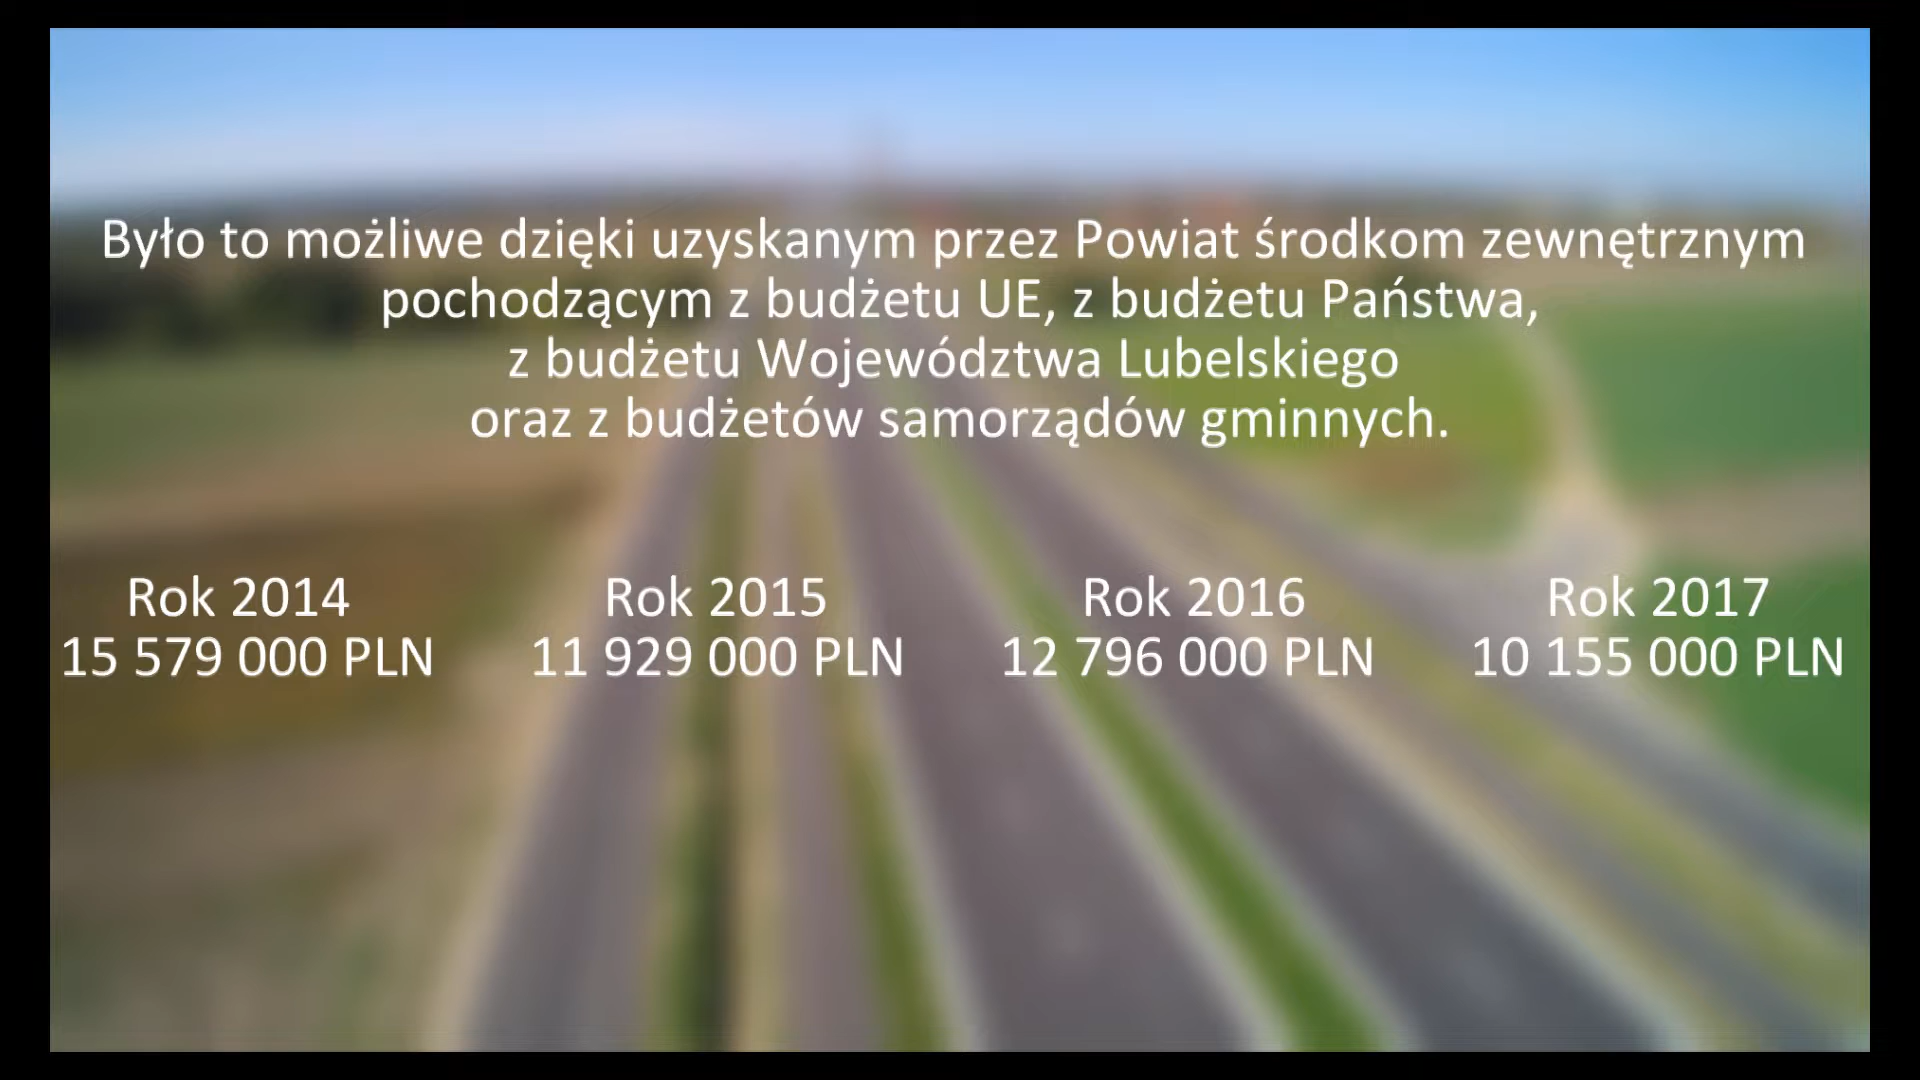 Było to możliwe dzięki uzyskanym przez Powiat środkom zewnętrznym
pochodzącym z budżetu UE, z budżetu Państwa,
z budżetu Województwa Lubelskiego
oraz z budżetów samorządów gminnych.
Rok 2014
15 579 000 PLN
Rok 2015
11 929 000 PLN
Rok 2016
12 796 000 PLN
Rok 2017
10 155 000 PLN